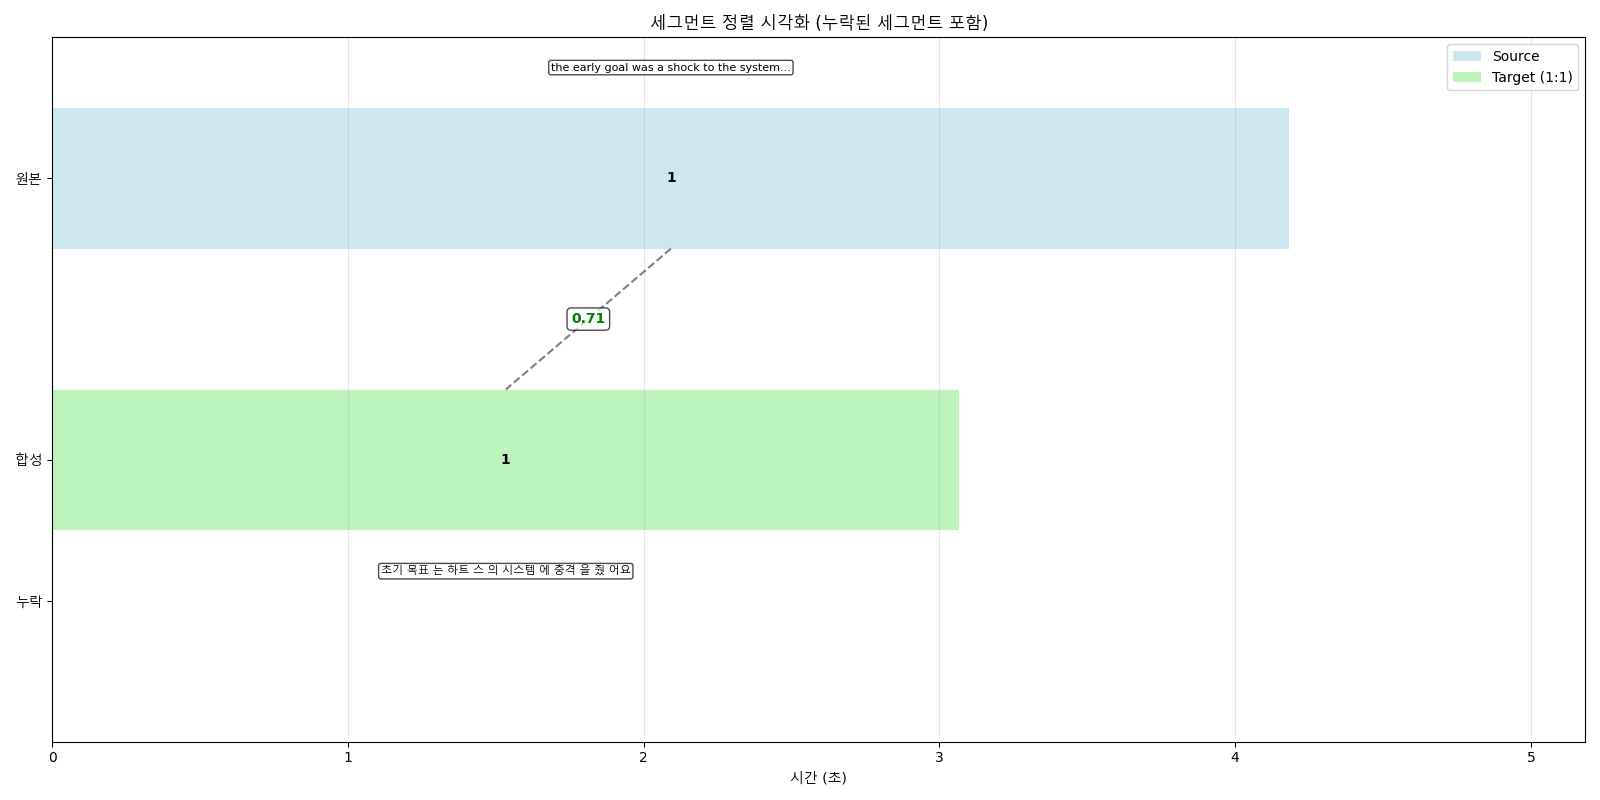 세그먼트 정렬 시각화 (누락된 세그먼트 포함)
the early goal was a shock to the system...
Source
Target (1:1)
원본
1
0.71
합성
1
초기 목표 는 하트 스 의 시스템 에 충격 을 줬 어요
누락
0 1 2 3 4 5
시간 (초)